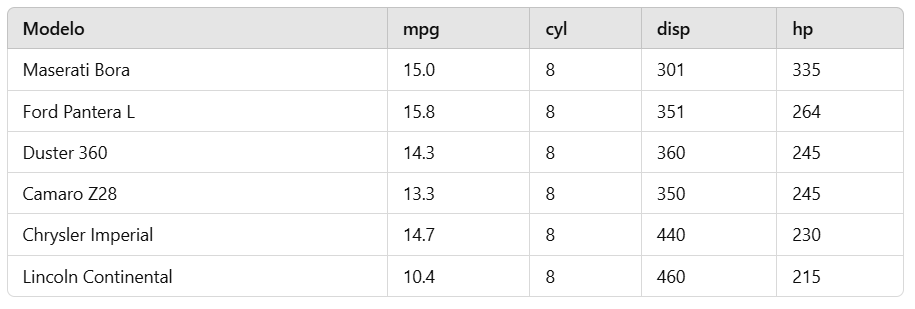 Modelo mpg cyl disp hp
Maserati Bora 15.0 8 301 335
Ford Pantera L 15.8 8 351 264
Duster 360 14.3 8 360 245
Camaro Z28 13.3 8 350 245
Chrysler Imperial 14.7 8 440 230
Lincoln Continental 10.4 8 460 215